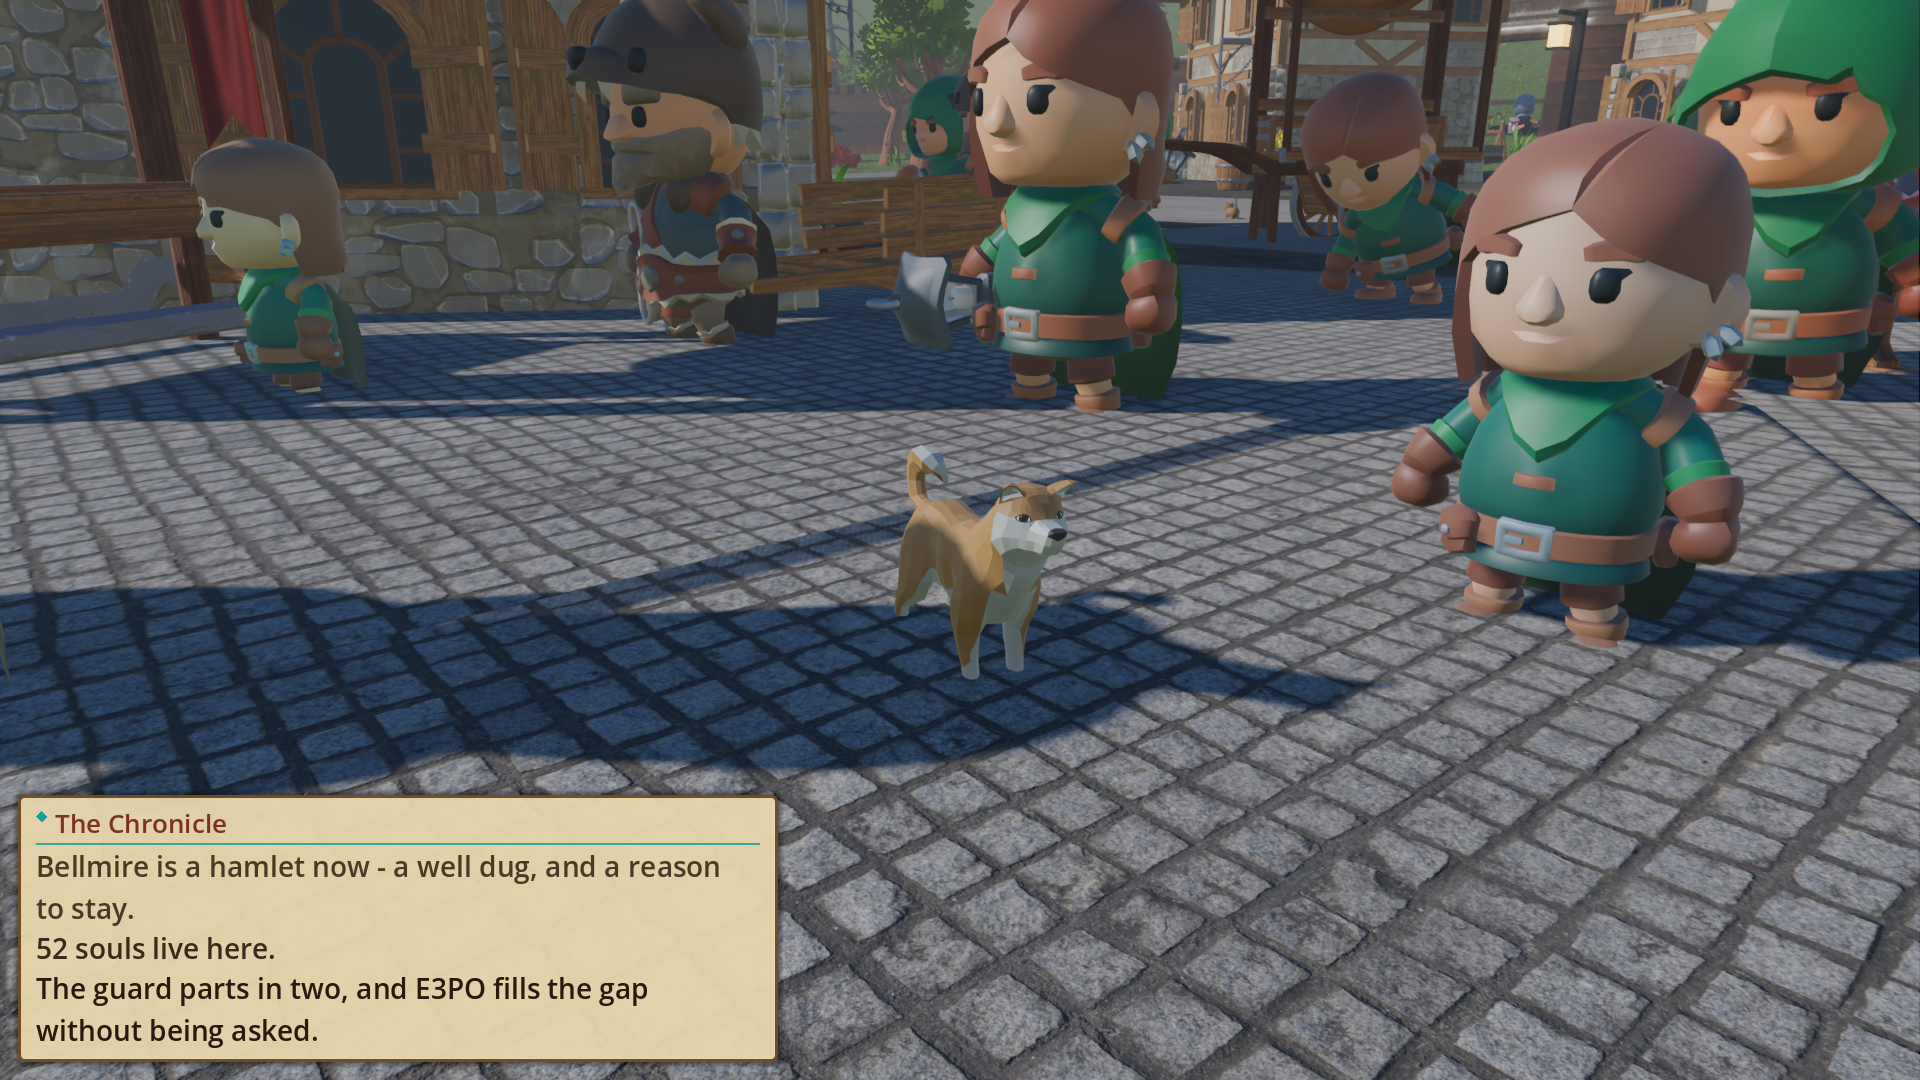 The Chronicle
Bellmire is a hamlet now - a well dug, and a reason
to stay.
52 souls live here.
The guard parts in two, and E3PO fills the gap
without being asked.